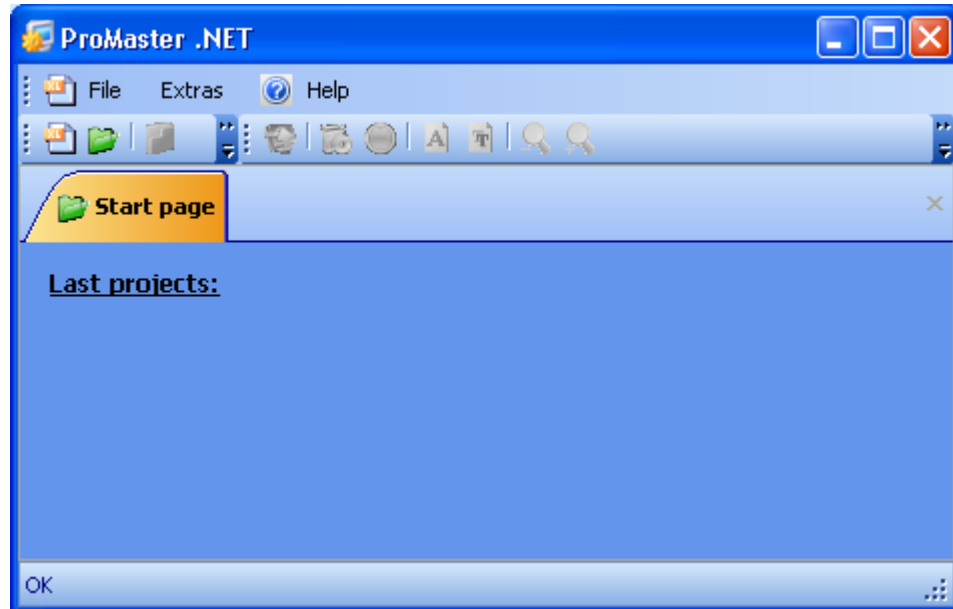 ProMaster .NET
File Extras Help
Start page
Last projects:
OK